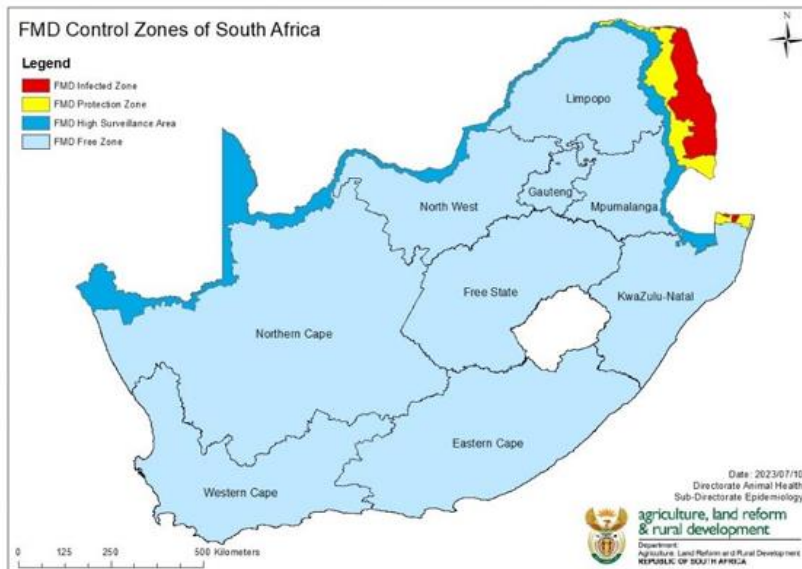 FMD Control Zones of South Africa
N
Legend
FMD Infected Zone
FMD Protection Zone
FMD High Surveillance Area
FMD Free Zone
Limpopo
Gauteng
North West
Mpumalanga
Free State
KwaZulu-Natal
Northern Cape
Eastern Cape
Western Cape
Date: 2023/07/10
Directorate Animal Health
Sub-Directorate Epidemiology
agriculture, land reform
& rural development
Department:
Agriculture, Land Reform and Rural Development
REPUBLIC OF SOUTH AFRICA
0 125 250 500 Kilometers